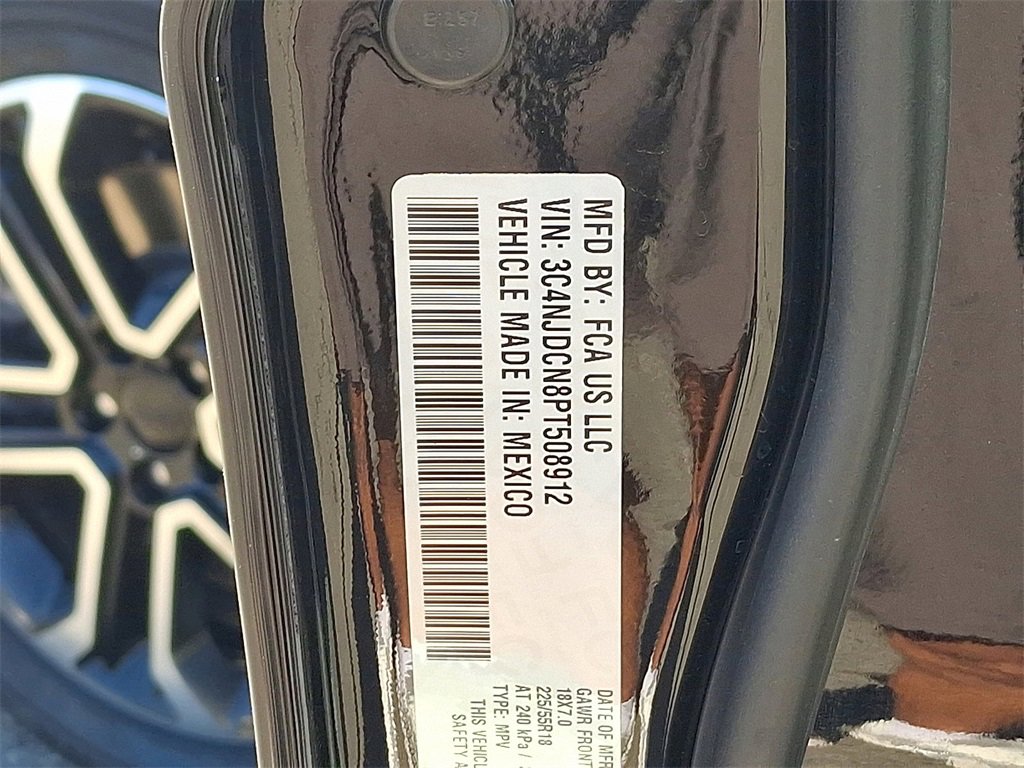 MFD BY: FCA US LLC
VIN: 3C4NJDCN8PT508912
VEHICLE MADE IN: MEXICO
DATE OF MFR
GAWR FRONT
18X7.0
225/55R18
AT 240 kPa /
TYPE: MPV
THIS VEHICL
SAFETY A